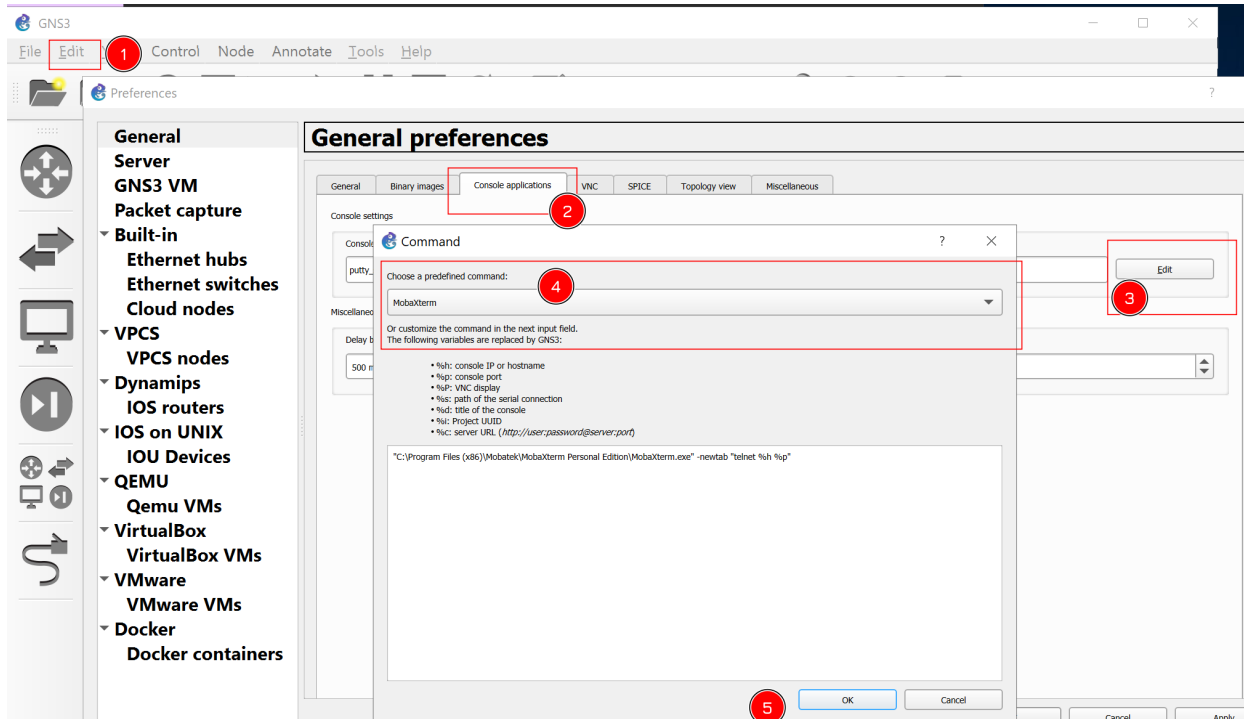 GNS3
File Edit Control Node Annotate Tools Help
1
Preferences
?
General
Server
GNS3 VM
Packet capture
Built-in
Ethernet hubs
Ethernet switches
Cloud nodes
VPCS
VPCS nodes
Dynamips
IOS routers
IOS on UNIX
IOU Devices
QEMU
Qemu VMs
VirtualBox
VirtualBox VMs
VMware
VMware VMs
Docker
Docker containers
General preferences
General Binary images Console applications VNC SPICE Topology view Miscellaneous
2
Console settings
Console
putty_
Edit
3
Miscellaneo
Delay b
500 m
Command
?
Choose a predefined command:
4
MobaXterm
Or customize the command in the next input field.
The following variables are replaced by GNS3:
• %h: console IP or hostname
• %p: console port
• %P: VNC display
• %s: path of the serial connection
• %d: title of the console
• %i: Project UUID
• %c: server URL (http://user:password@server:port)
"C:\Program Files (x86)\Mobatek\MobaXterm Personal Edition\MobaXterm.exe" -newtab "telnet %h %p"
5
OK Cancel
Cancel Apply